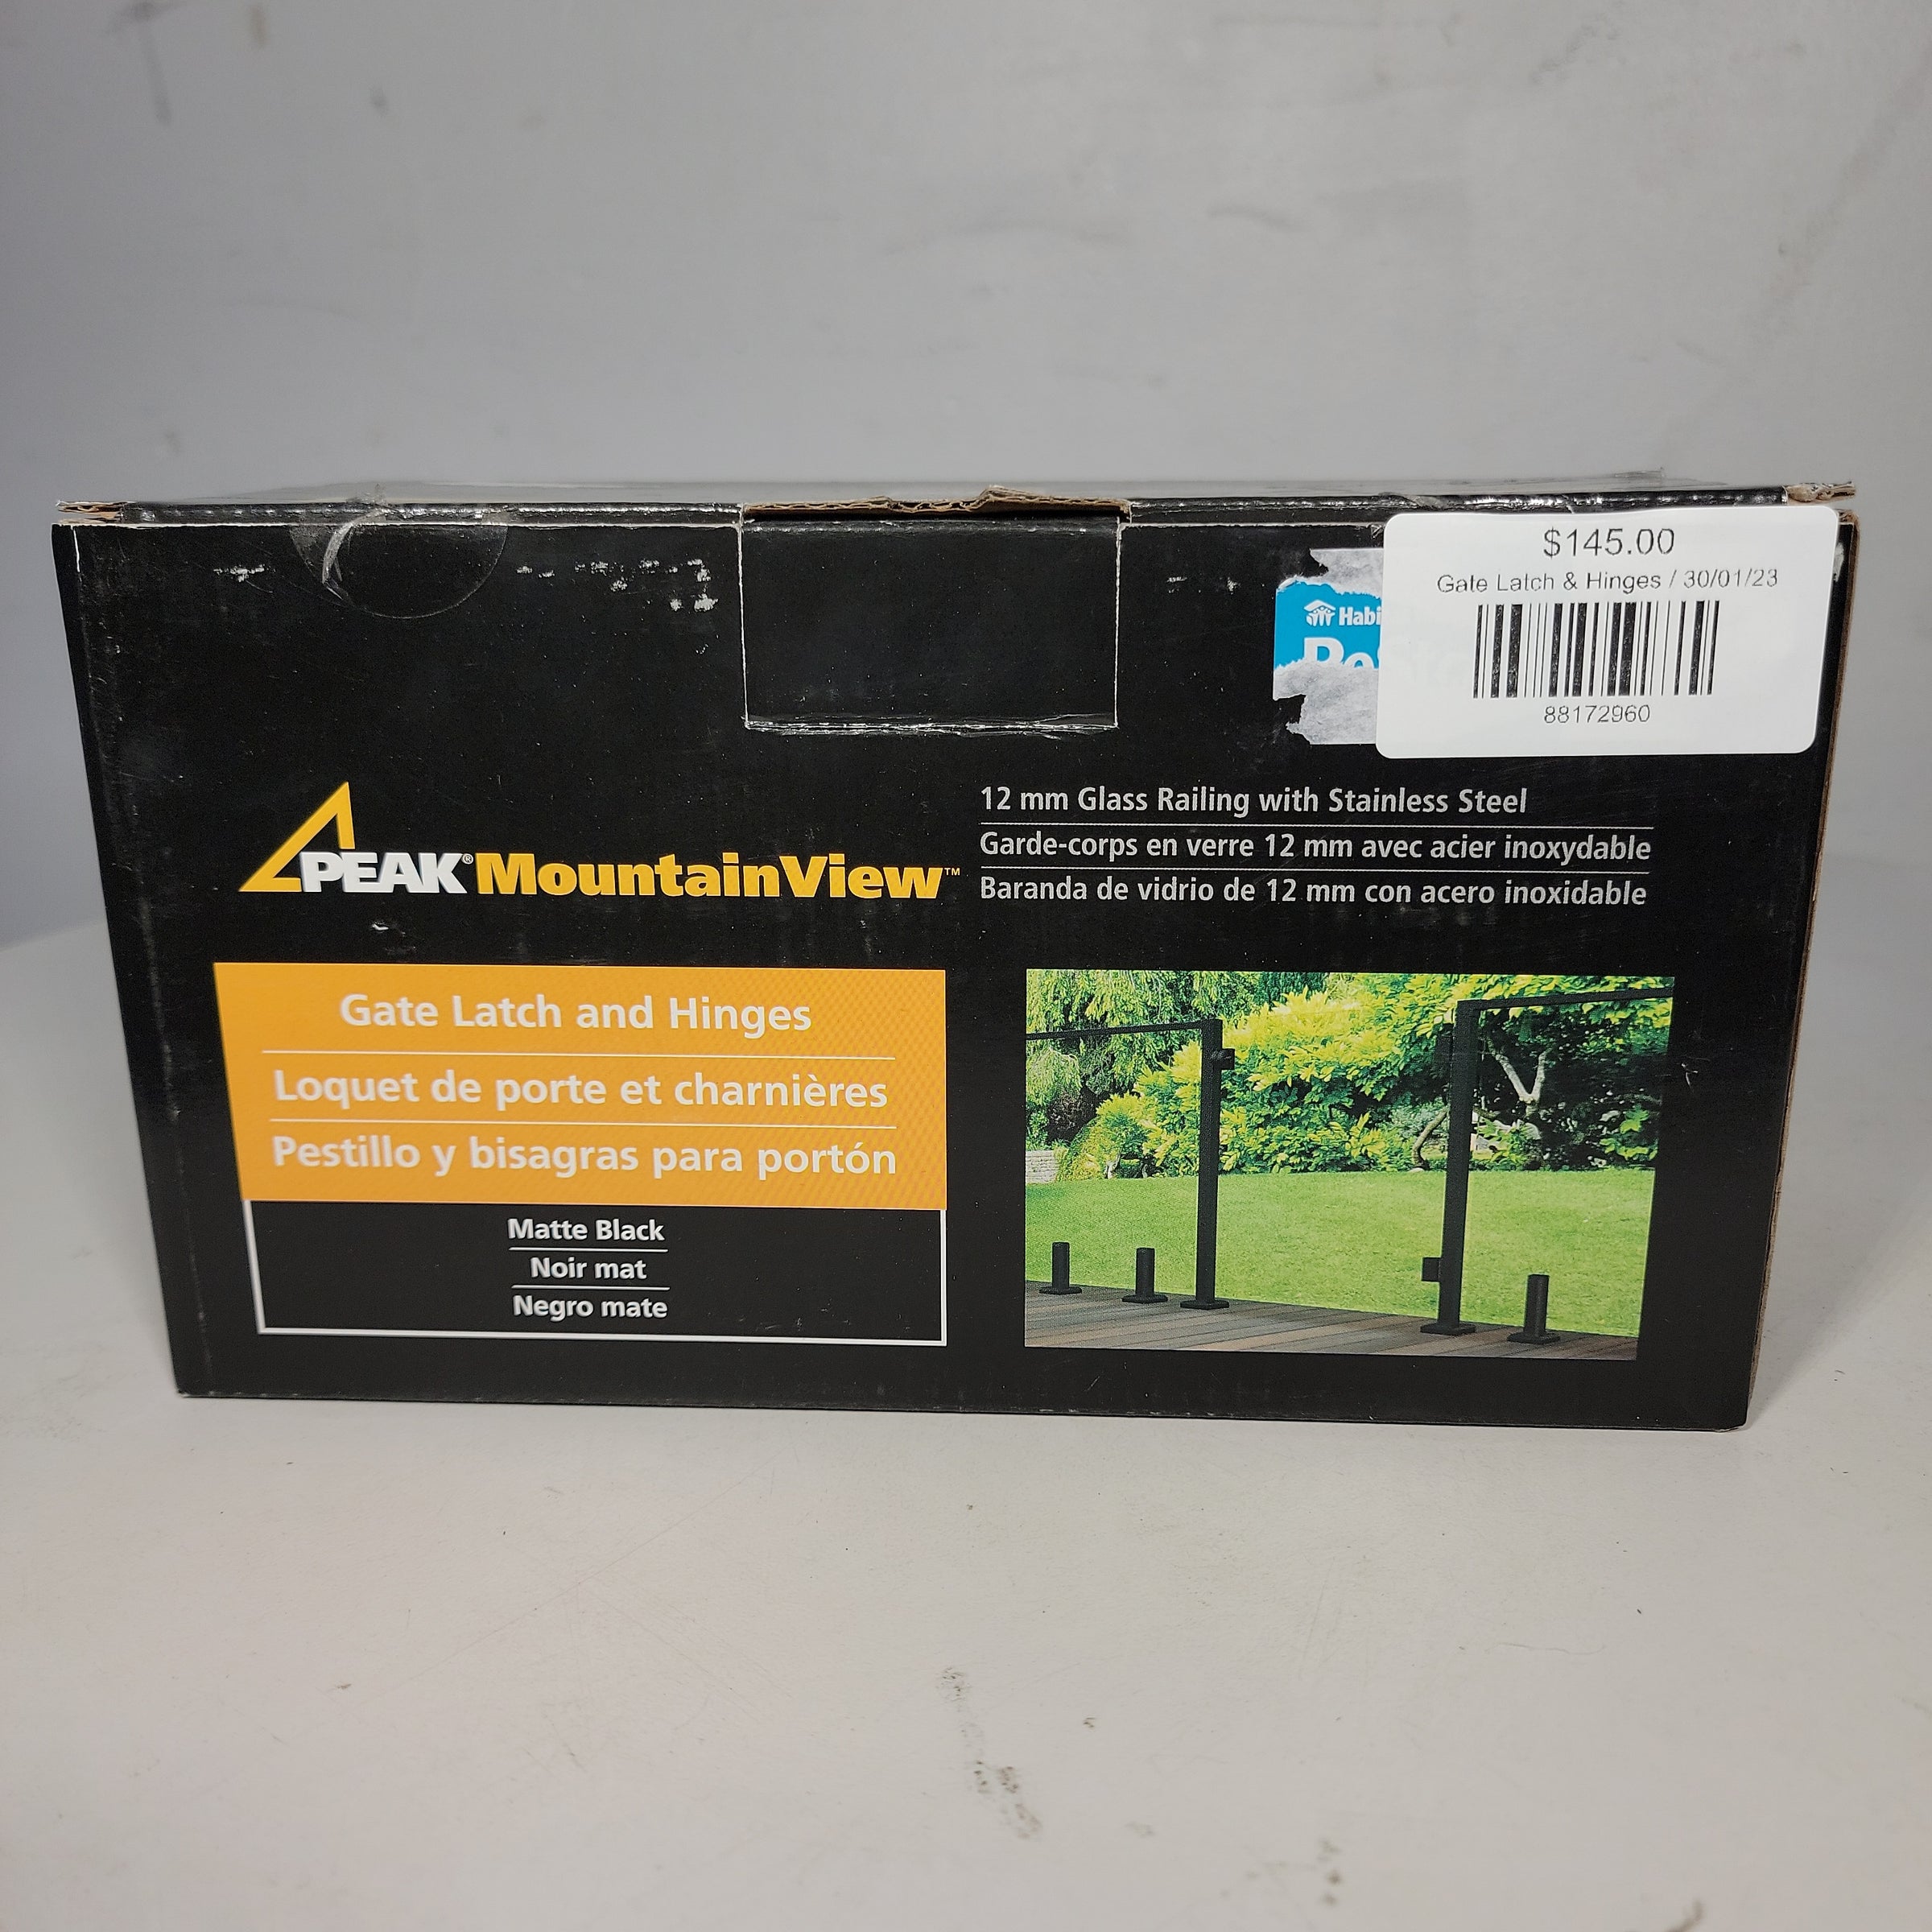 $145.00
Gate Latch & Hinges / 30/01/23
88172960
PEAK® MountainView™
12 mm Glass Railing with Stainless Steel
Garde-corps en verre 12 mm avec acier inoxydable
Baranda de vidrio de 12 mm con acero inoxidable
Gate Latch and Hinges
Loquet de porte et charnières
Pestillo y bisagras para portón
Matte Black
Noir mat
Negro mate